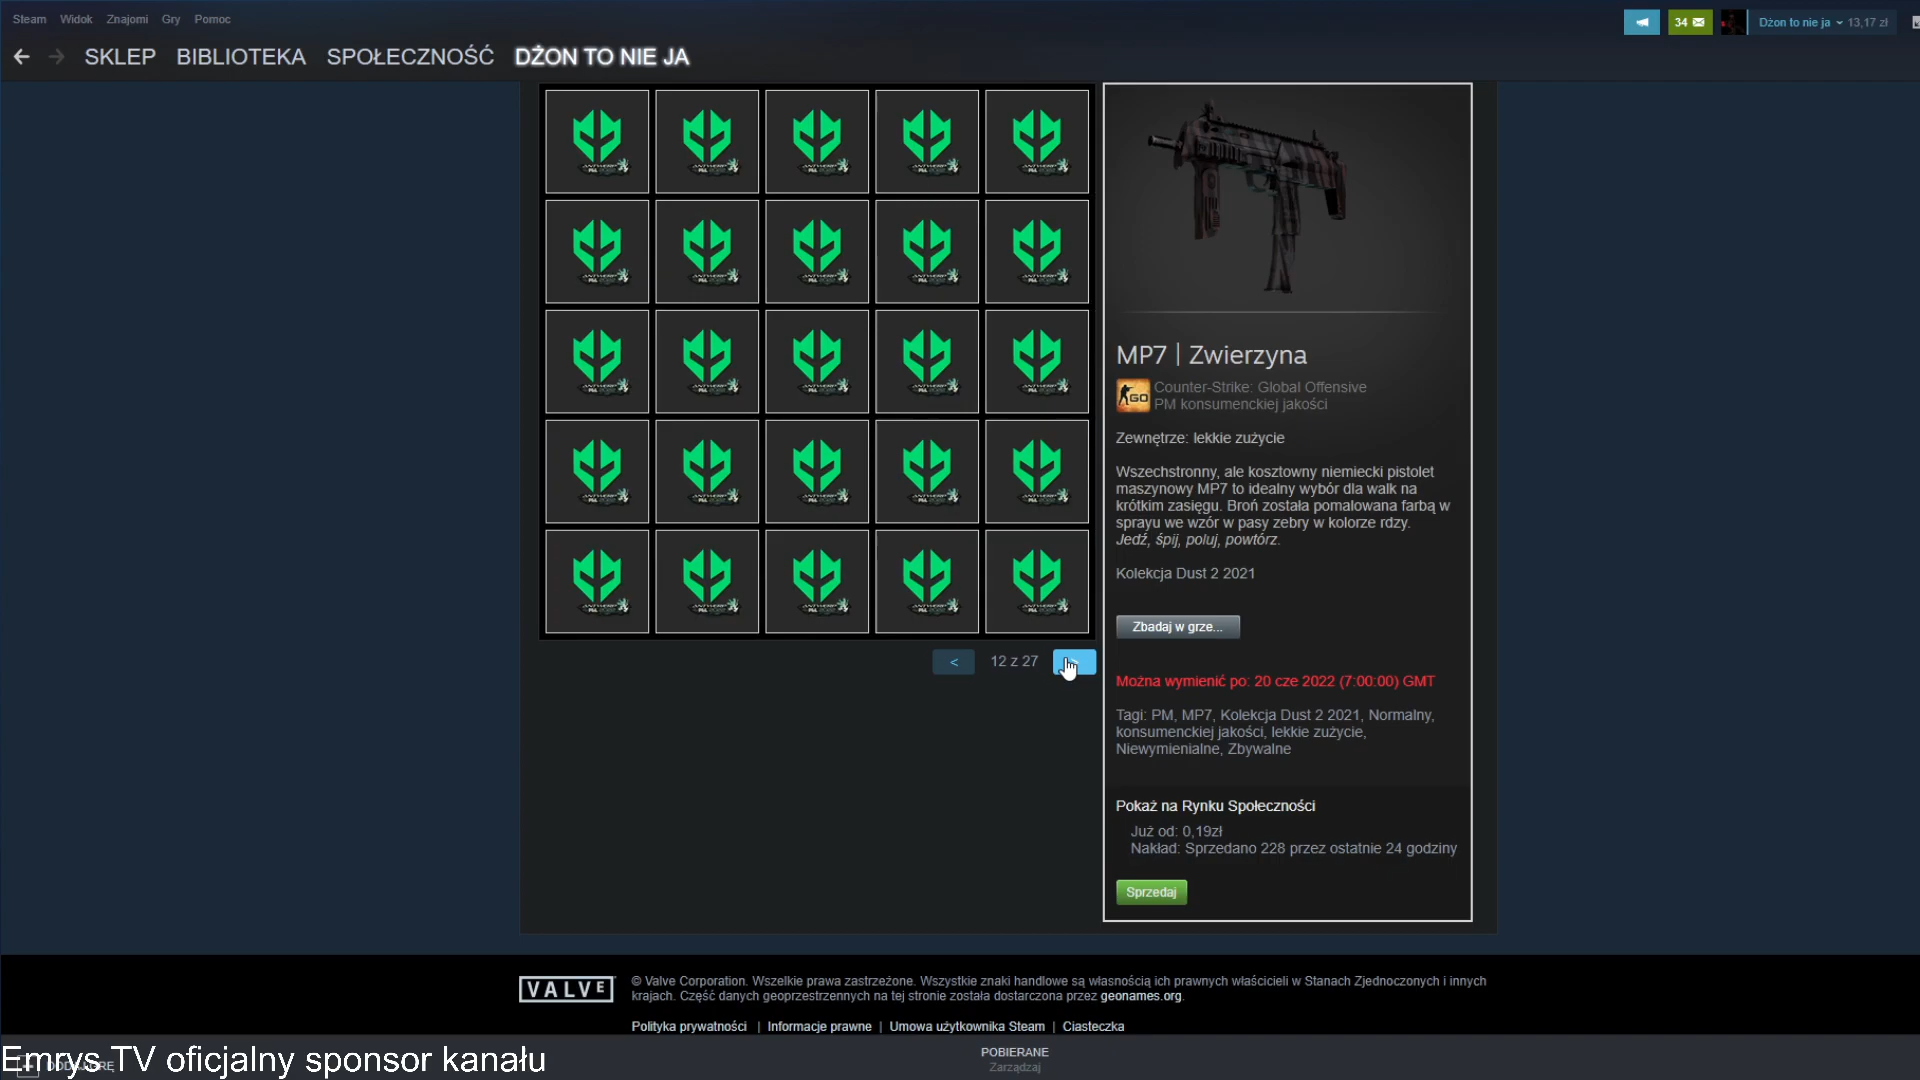 Steam Widok Znajomi Gry Pomoc
34 Dżon to nie ja 13,17 zł
SKLEP BIBLIOTEKA SPOŁECZNOŚĆ DŻON TO NIE JA
MP7 | Zwierzyna
Counter-Strike: Global Offensive
PM konsumenckiej jakości
Zewnętrze: lekkie zużycie
Wszechstronny, ale kosztowny niemiecki pistolet
maszynowy MP7 to idealny wybór dla walk na
krótkim zasięgu. Broń została pomalowana farbą w
sprayu we wzór w pasy zebry w kolorze rdzy.
Jedź, śpij, poluj, powtórz.
Kolekcja Dust 2 2021
Zbadaj w grze...
< 12 z 27
Można wymienić po: 20 cze 2022 (7:00:00) GMT
Tagi: PM, MP7, Kolekcja Dust 2 2021, Normalny,
konsumenckiej jakości, lekkie zużycie,
Niewymienialne, Zbywalne
Pokaż na Rynku Społeczności
Już od: 0,19zł
Nakład: Sprzedano 228 przez ostatnie 24 godziny
Sprzedaj
VALVE
© Valve Corporation. Wszelkie prawa zastrzeżone. Wszystkie znaki handlowe są własnością ich prawnych właścicieli w Stanach Zjednoczonych i innych
krajach. Część danych geoprzestrzennych na tej stronie została dostarczona przez geonames.org.
Polityka prywatności | Informacje prawne | Umowa użytkownika Steam | Ciasteczka
Emrys TV oficjalny sponsor kanału
DODAJ GRĘ
POBIERANE
Zarządzaj